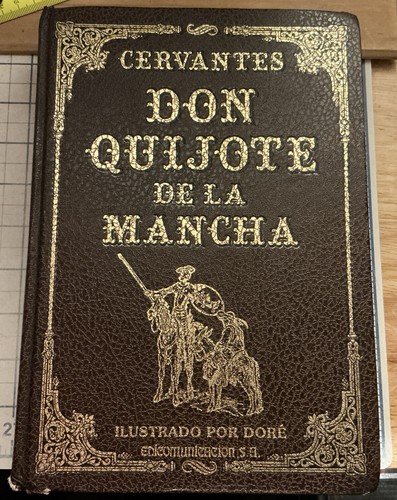 CERVANTES
DON
QUIJOTE
DE LA
MANCHA
ILUSTRADO POR DORÉ
EDICOMUNICACION S.A.